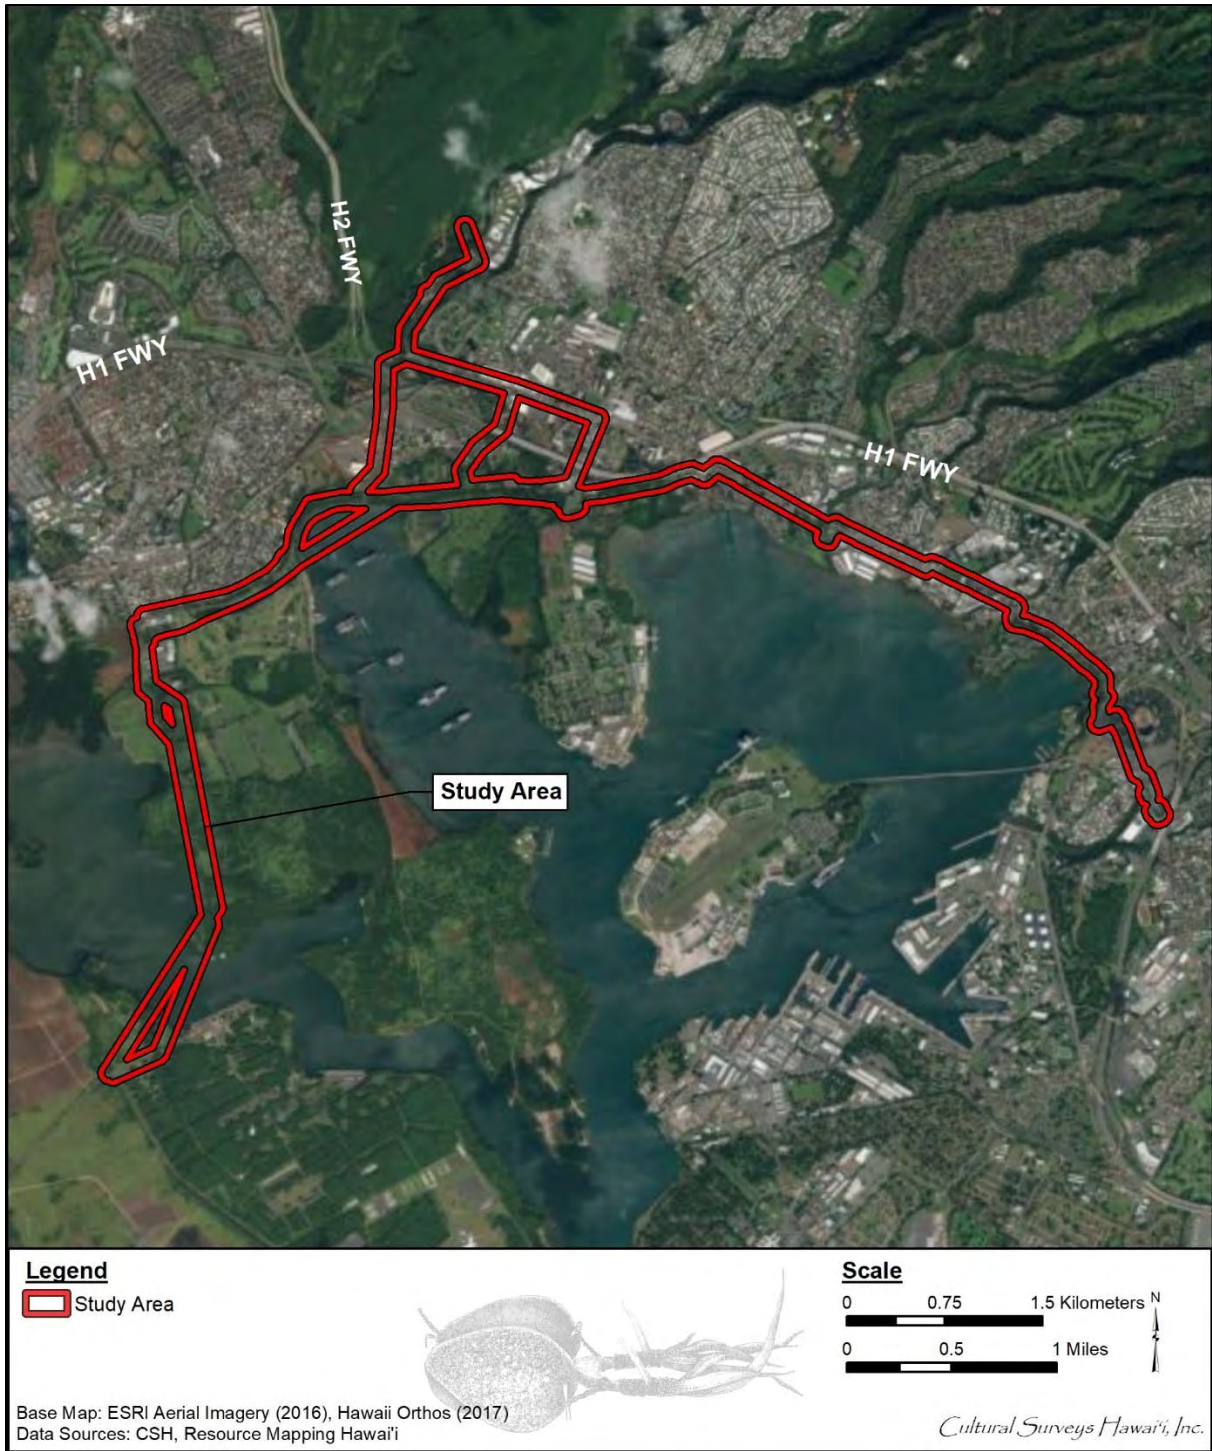 H2 FWY
H1 FWY
H1 FWY
Study Area
Legend
Study Area
Scale
0 0.75 1.5 Kilometers
N
0 0.5 1 Miles
Base Map: ESRI Aerial Imagery (2016), Hawaii Orthos (2017)
Data Sources: CSH, Resource Mapping Hawai'i
Cultural Surveys Hawai'i, Inc.